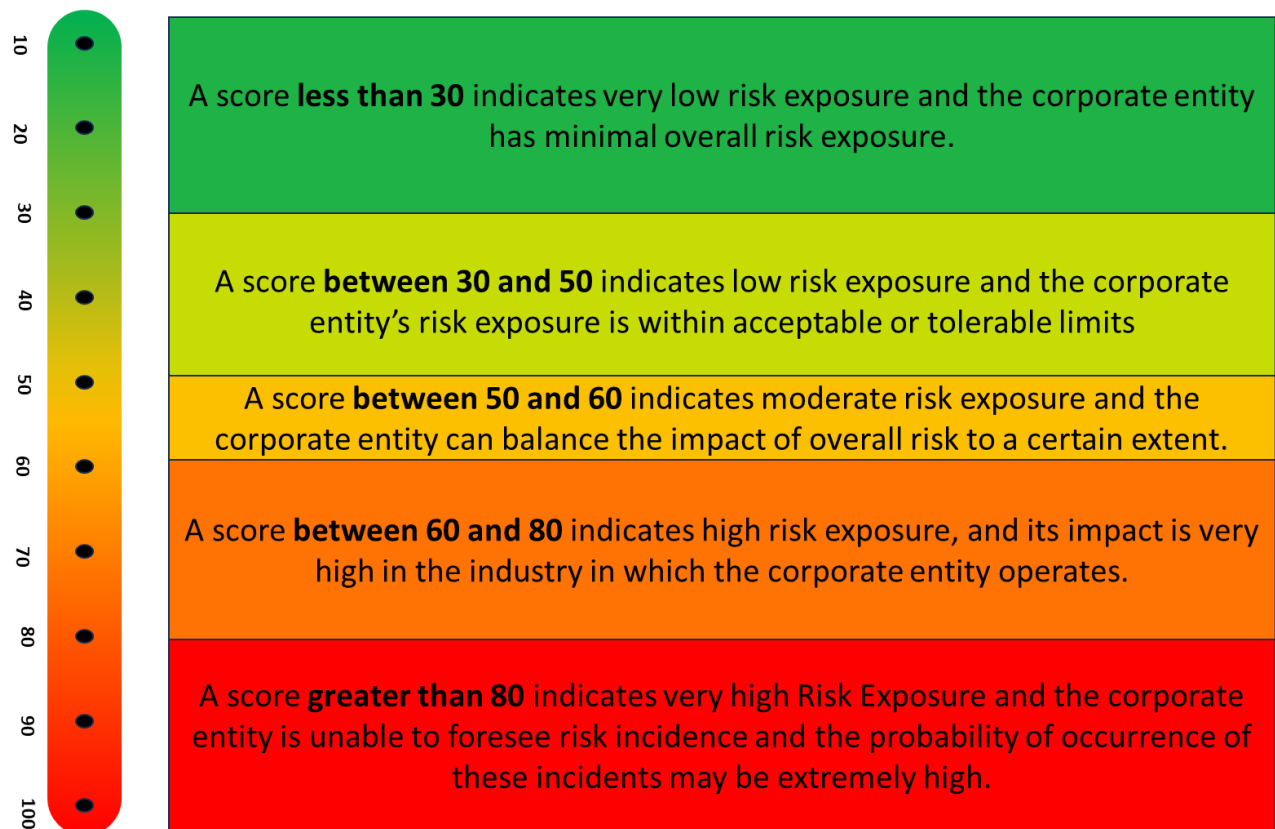 10
20
30
40
50
60
70
80
90
100
A score less than 30 indicates very low risk exposure and the corporate entity
has minimal overall risk exposure.
A score between 30 and 50 indicates low risk exposure and the corporate
entity’s risk exposure is within acceptable or tolerable limits
A score between 50 and 60 indicates moderate risk exposure and the
corporate entity can balance the impact of overall risk to a certain extent.
A score between 60 and 80 indicates high risk exposure, and its impact is very
high in the industry in which the corporate entity operates.
A score greater than 80 indicates very high Risk Exposure and the corporate
entity is unable to foresee risk incidence and the probability of occurrence of
these incidents may be extremely high.